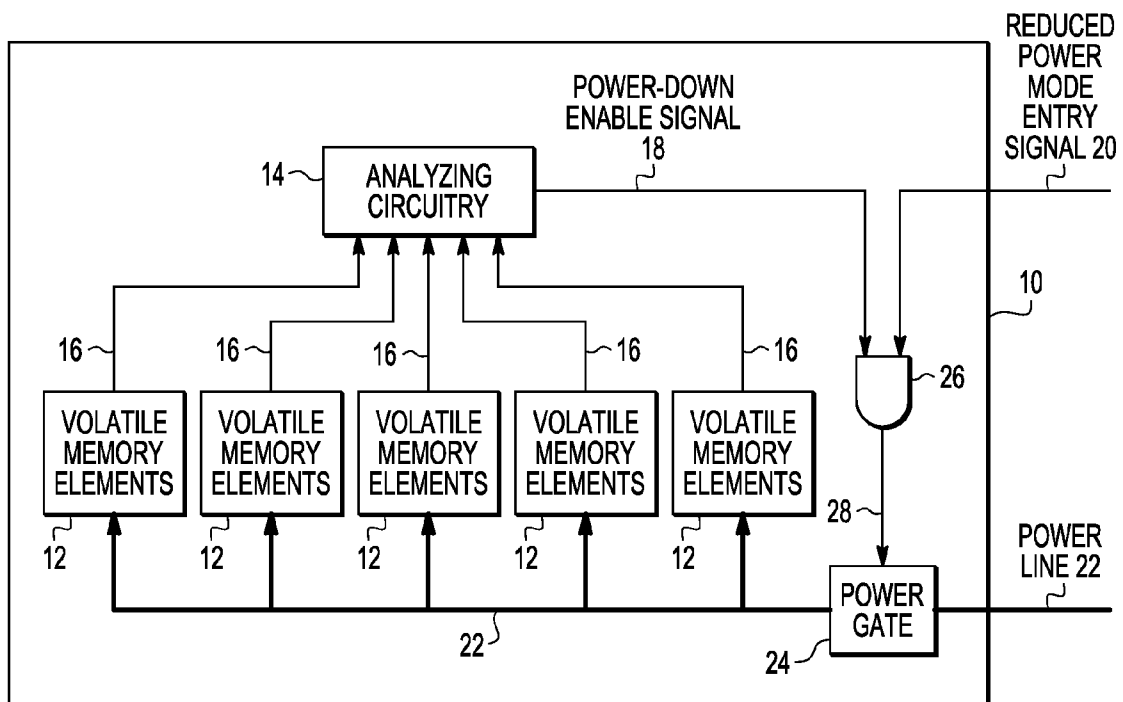 REDUCED
POWER
MODE
ENTRY
SIGNAL 20
POWER-DOWN
ENABLE SIGNAL
18
14
ANALYZING
CIRCUITRY
10
16
16
16
16
16
26
VOLATILE
MEMORY
ELEMENTS
VOLATILE
MEMORY
ELEMENTS
VOLATILE
MEMORY
ELEMENTS
VOLATILE
MEMORY
ELEMENTS
VOLATILE
MEMORY
ELEMENTS
12
12
12
12
12
28
POWER
LINE 22
22
POWER
GATE
24